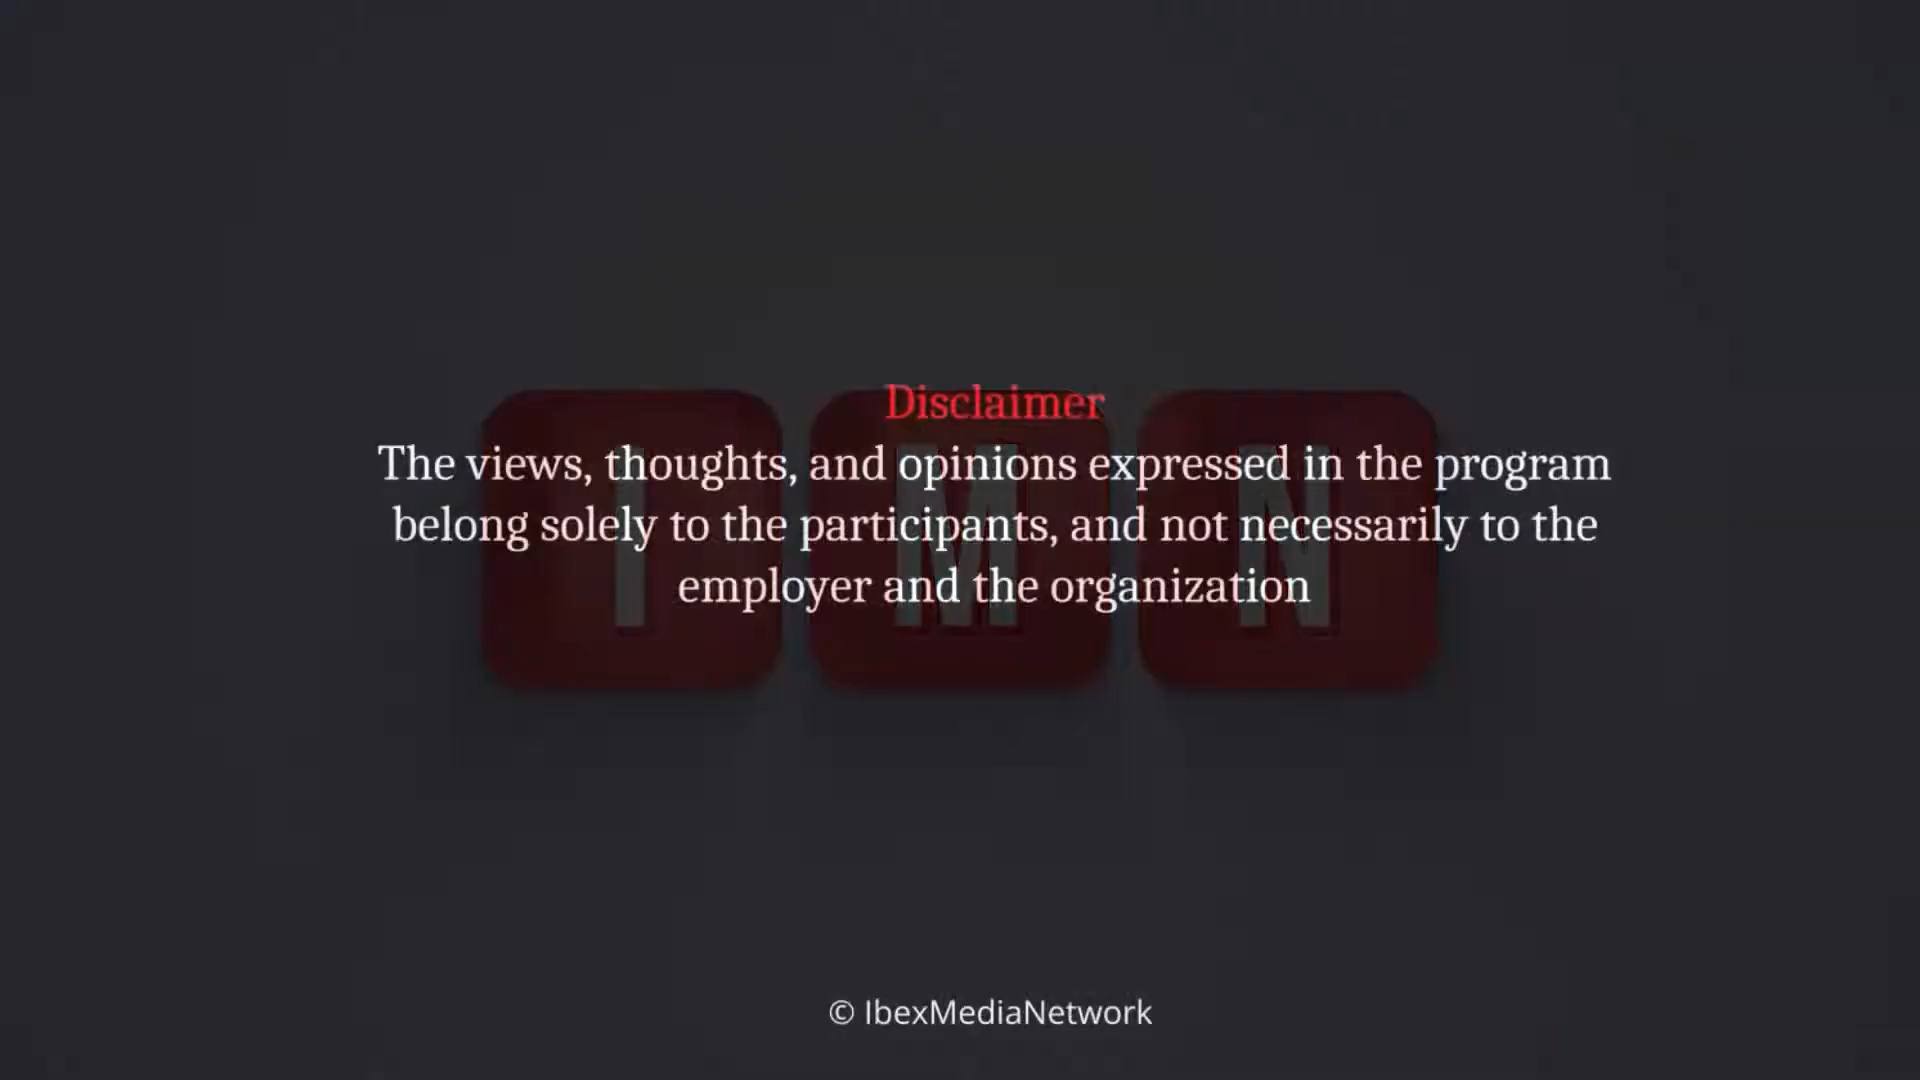 Disclaimer
The views, thoughts, and opinions expressed in the program
belong solely to the participants, and not necessarily to the
employer and the organization
I M N
© IbexMediaNetwork